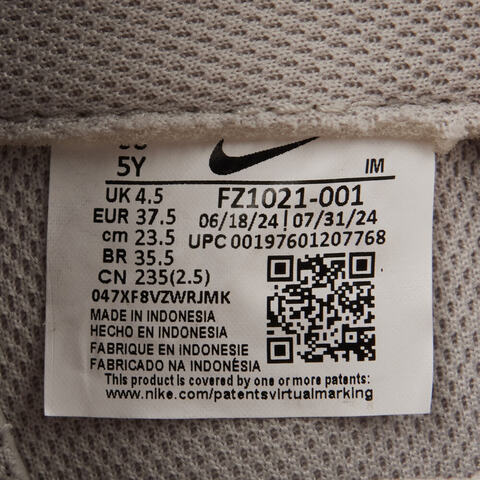 5Y
IM
UK 4.5
EUR 37.5
cm 23.5
BR 35.5
CN 235(2.5)
FZ1021-001
06/18/24|07/31/24
UPC 00197601207768
047XF8VZWRJMK
MADE IN INDONESIA
HECHO EN INDONESIA
FABRIQUE EN INDONESIE
FABRICADO NA INDONÉSIA
This product is covered by one or more patents:
www.nike.com/patentsvirtualmarking